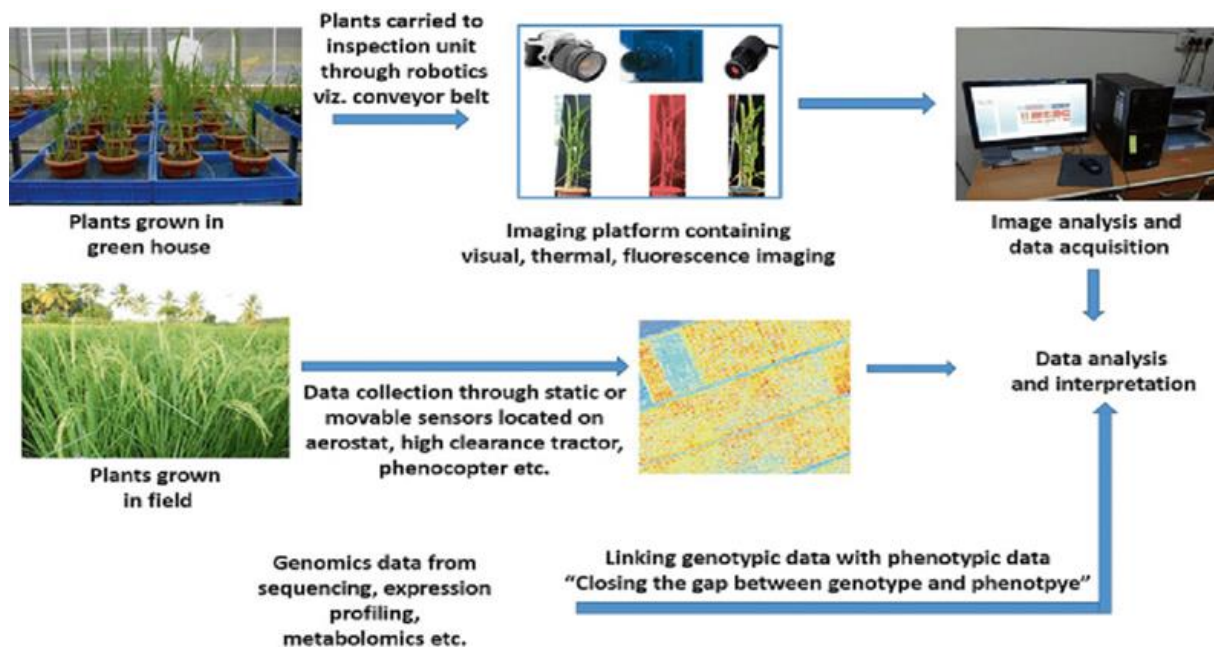 Plants carried to
inspection unit
through robotics
viz. conveyor belt
Plants grown in
green house
Imaging platform containing
visual, thermal, fluorescence imaging
Image analysis and
data acquisition
Data analysis
and interpretation
Data collection through static or
movable sensors located on
aerostat, high clearance tractor,
phenocopter etc.
Plants grown
in field
Genomics data from
sequencing, expression
profiling,
metabolomics etc.
Linking genotypic data with phenotypic data
“Closing the gap between genotype and phenotpye”